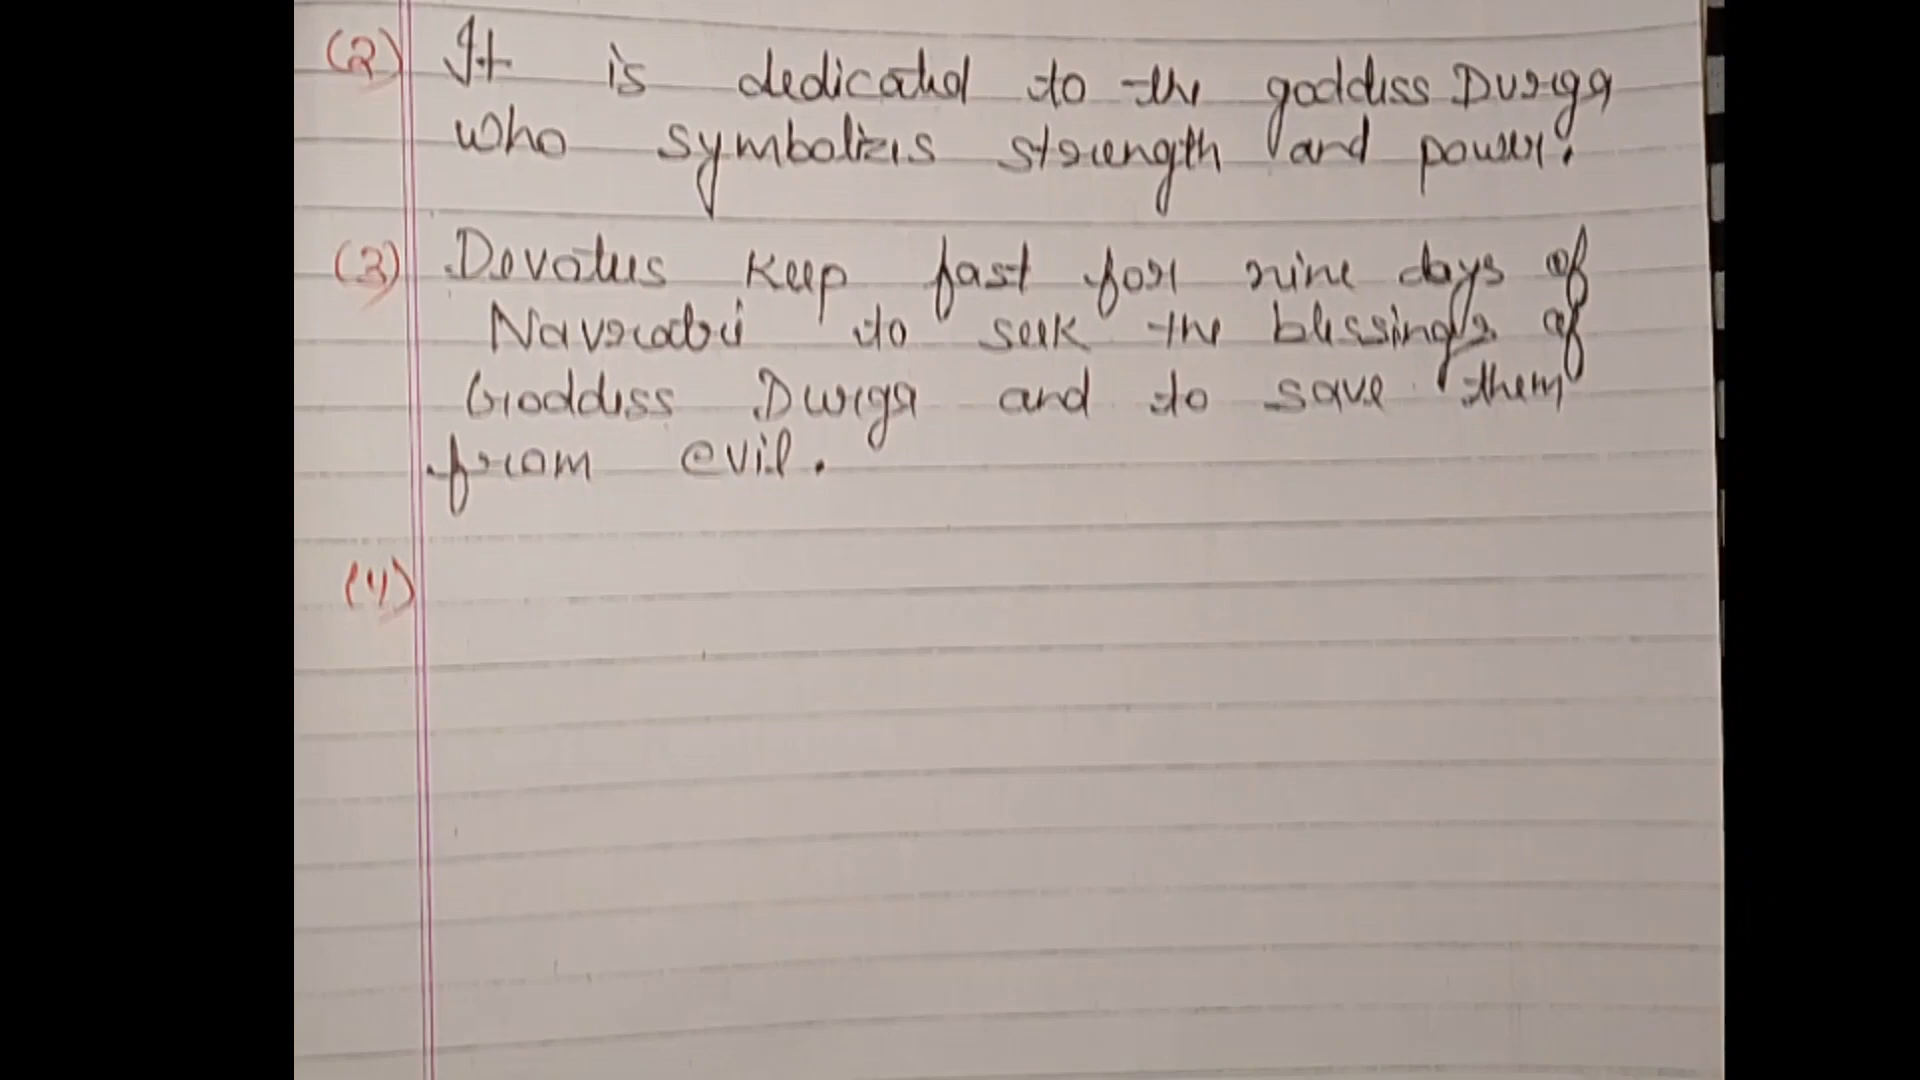 (2) It is dedicated to the goddess Durga
who symbolizes strength and power.
(3) Devotees keep fast for nine days of
Navratri to seek the blessings of
Goddess Durga and to save them
from evil.
(4)